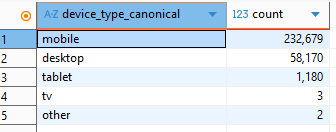 A-Z device_type_canonical 123 count
1 mobile 232,679
2 desktop 58,170
3 tablet 1,180
4 tv 3
5 other 2